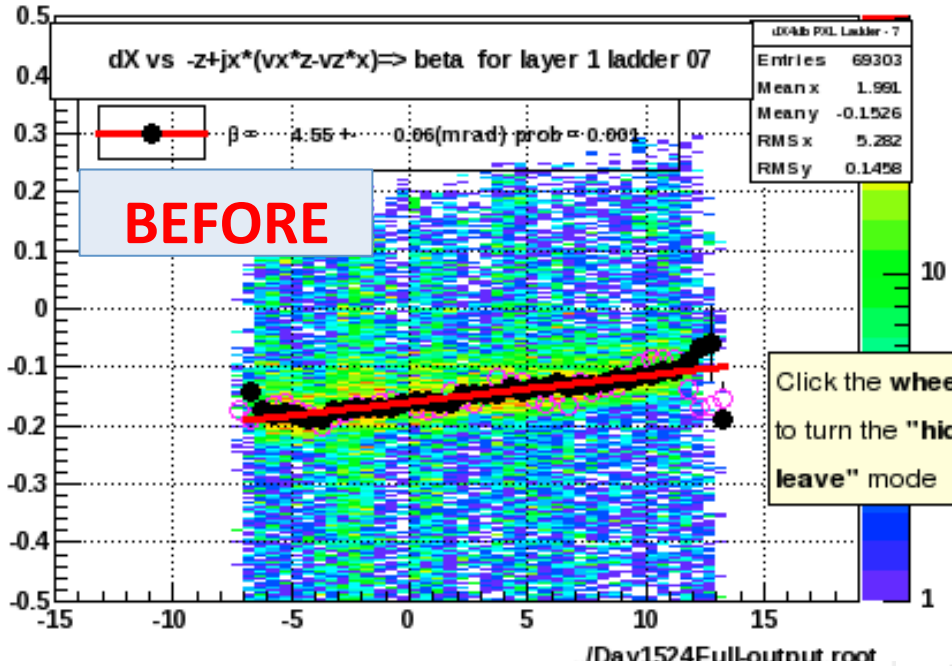 0.5
dX4db PXL Ladder - 7
dX vs -z+jx*(vx*z-vz*x)=> beta for layer 1 ladder 07
Entries 69303
0.4
Mean x 1.991
Mean y -0.1526
0.3
β = 4.55 +- 0.06(mrad) prob = 0.001
RMS x 5.282
RMS y 0.1458
0.2
BEFORE
0.1
10
0
-0.1
Click the whee
to turn the "hid
-0.2
leave" mode
-0.3
-0.4
-0.5
1
-15 -10 -5 0 5 10 15
/Day1524Full-output root